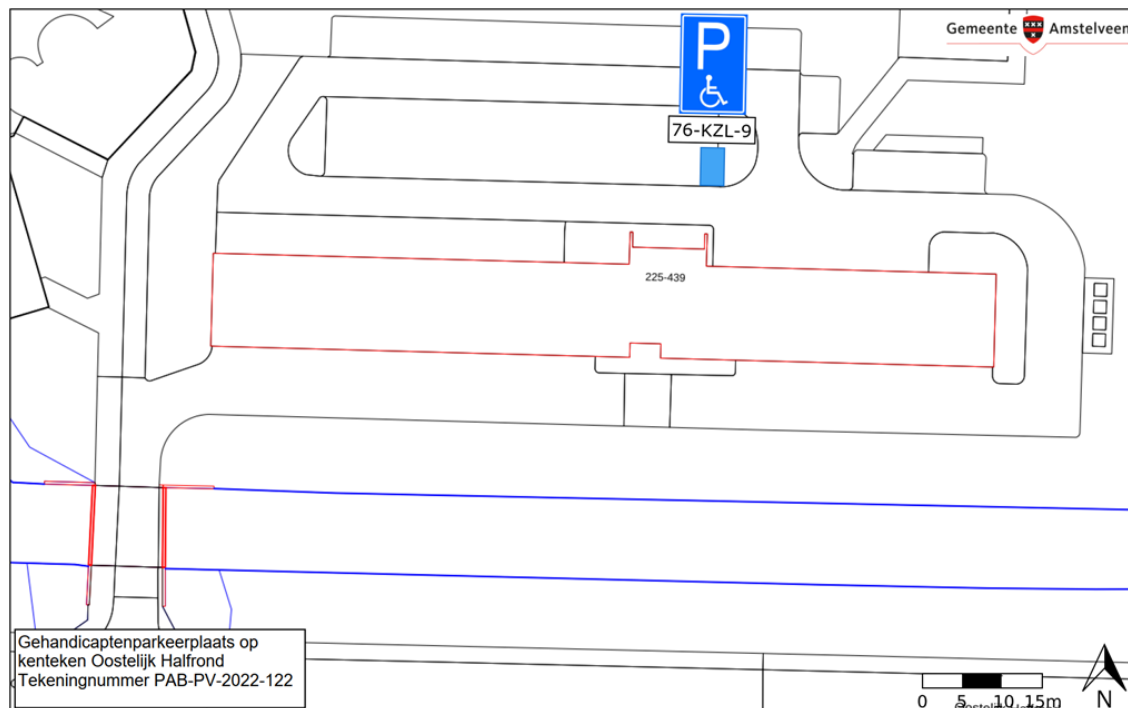 Gemeente Amstelveen
P
76-KZL-9
225-439
Gehandicaptenparkeerplaats op
kenteken Oostelijk Halfrond
Tekeningnummer PAB-PV-2022-122
0 5 10 15m
N